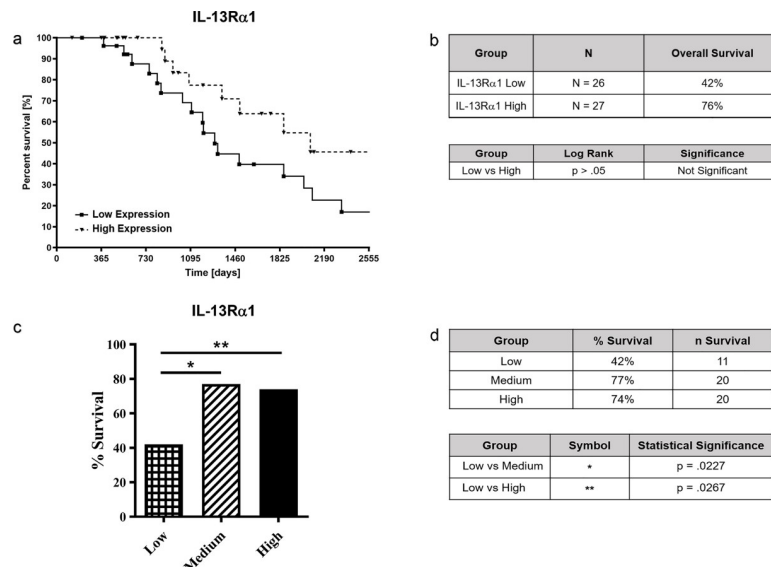 IL-13Rα1
a
100
90
80
70
60
50
40
30
20
10
0
Percent survival [%]
Low Expression
High Expression
0 365 730 1095 1460 1825 2190 2555
Time [days]
b
Group N Overall Survival
IL-13Rα1 Low N = 26 42%
IL-13Rα1 High N = 27 76%
Group Log Rank Significance
Low vs High p > .05 Not Significant
c
IL-13Rα1
100
80
60
40
20
0
% Survival
**
*
Low Medium High
d
Group % Survival n Survival
Low 42% 11
Medium 77% 20
High 74% 20
Group Symbol Statistical Significance
Low vs Medium * p = .0227
Low vs High ** p = .0267